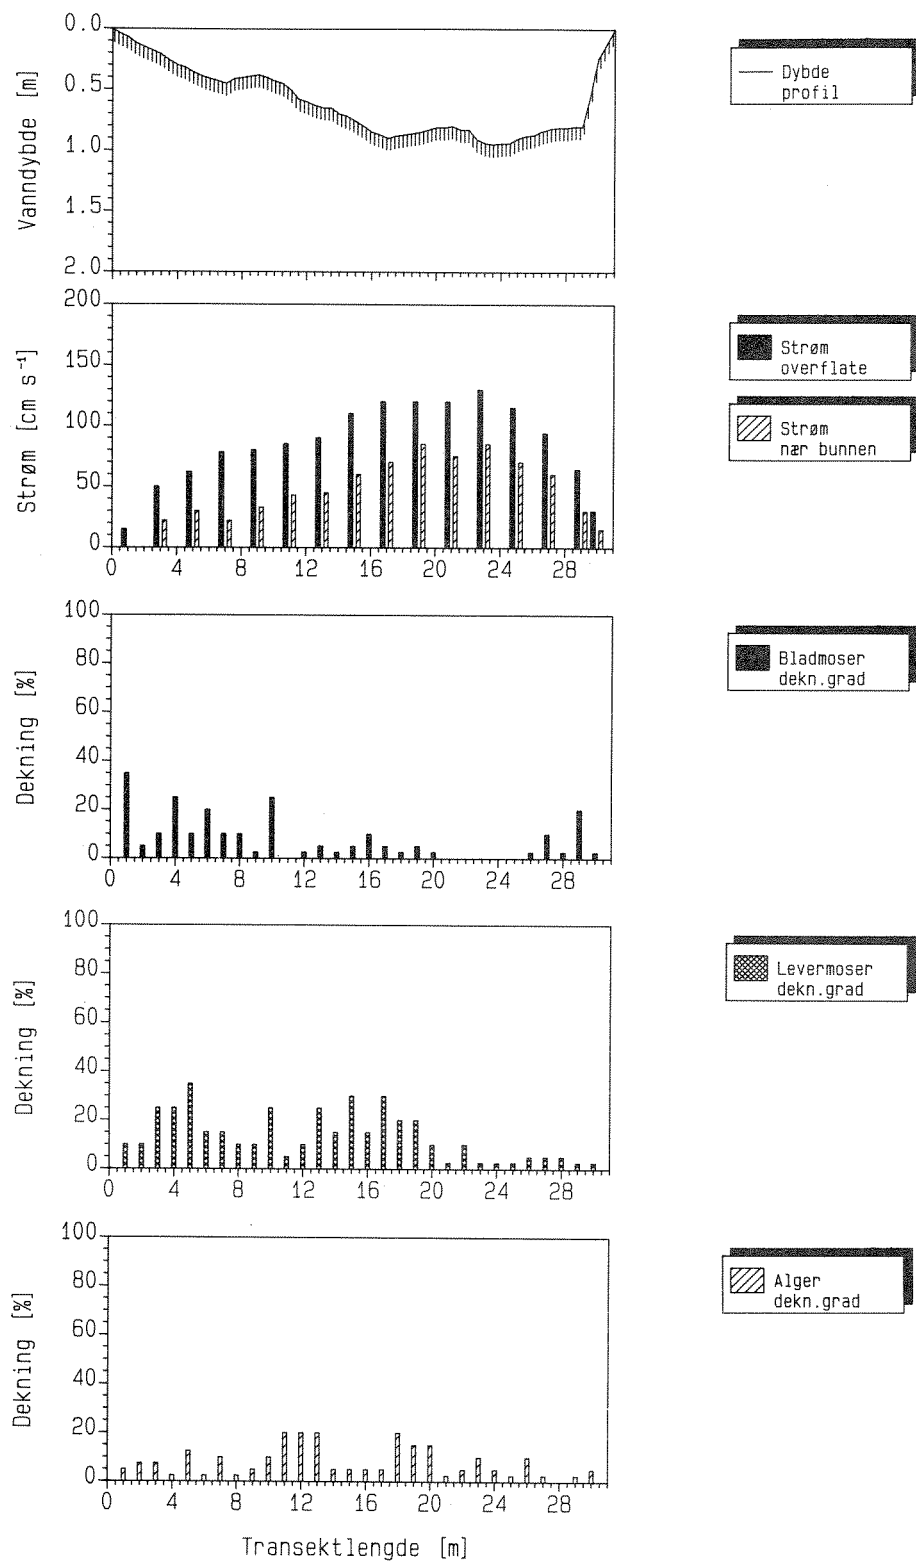 0.0
0.5
1.0
1.5
2.0
Vanndybde [m]
Dybde
profil
200
150
100
50
0
Strøm [cm s⁻¹]
0 4 8 12 16 20 24 28
Strøm
overflate
Strøm
nær bunnen
100
80
60
40
20
0
Dekning [%]
0 4 8 12 16 20 24 28
Bladmoser
dekn.grad
100
80
60
40
20
0
Dekning [%]
0 4 8 12 16 20 24 28
Levermoser
dekn.grad
100
80
60
40
20
0
Dekning [%]
0 4 8 12 16 20 24 28
Alger
dekn.grad
Transektlengde [m]